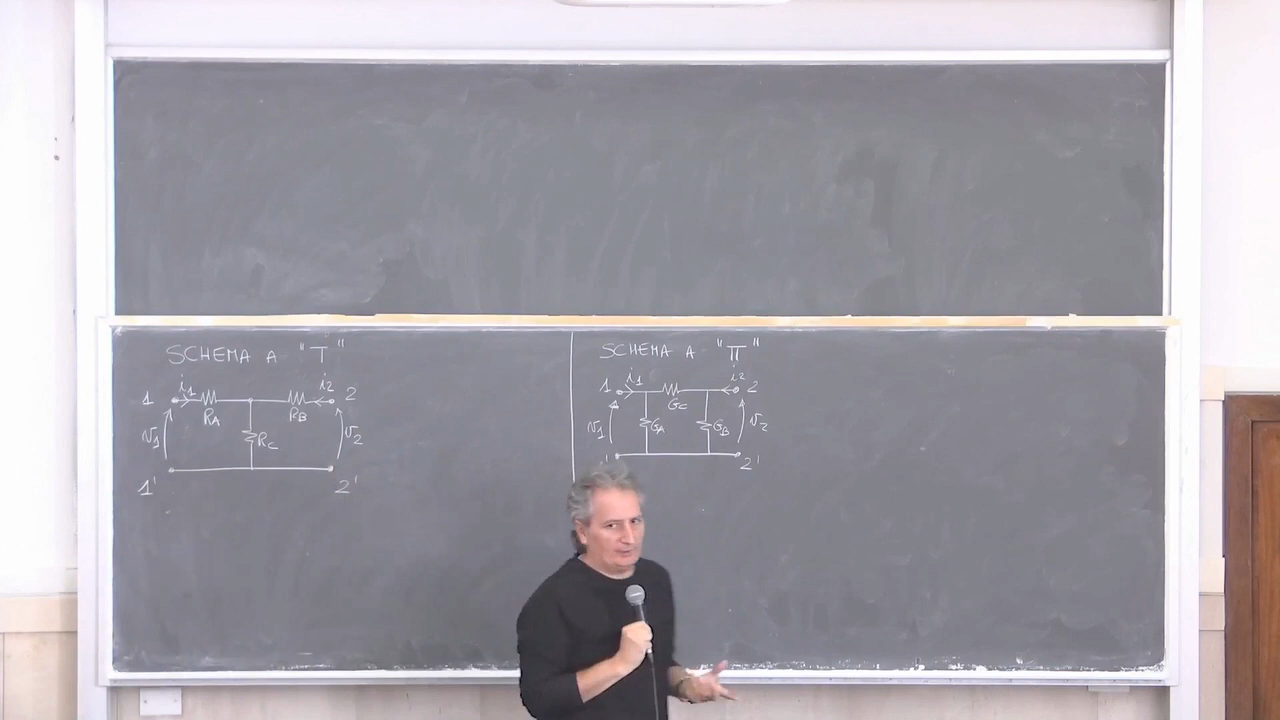 SCHEMA A "T"
1 i1 RA RB i2 2
v1 RC v2
1' 2'
SCHEMA A "Π"
1 i1 GC i2 2
v1 GA GB v2
' 2'